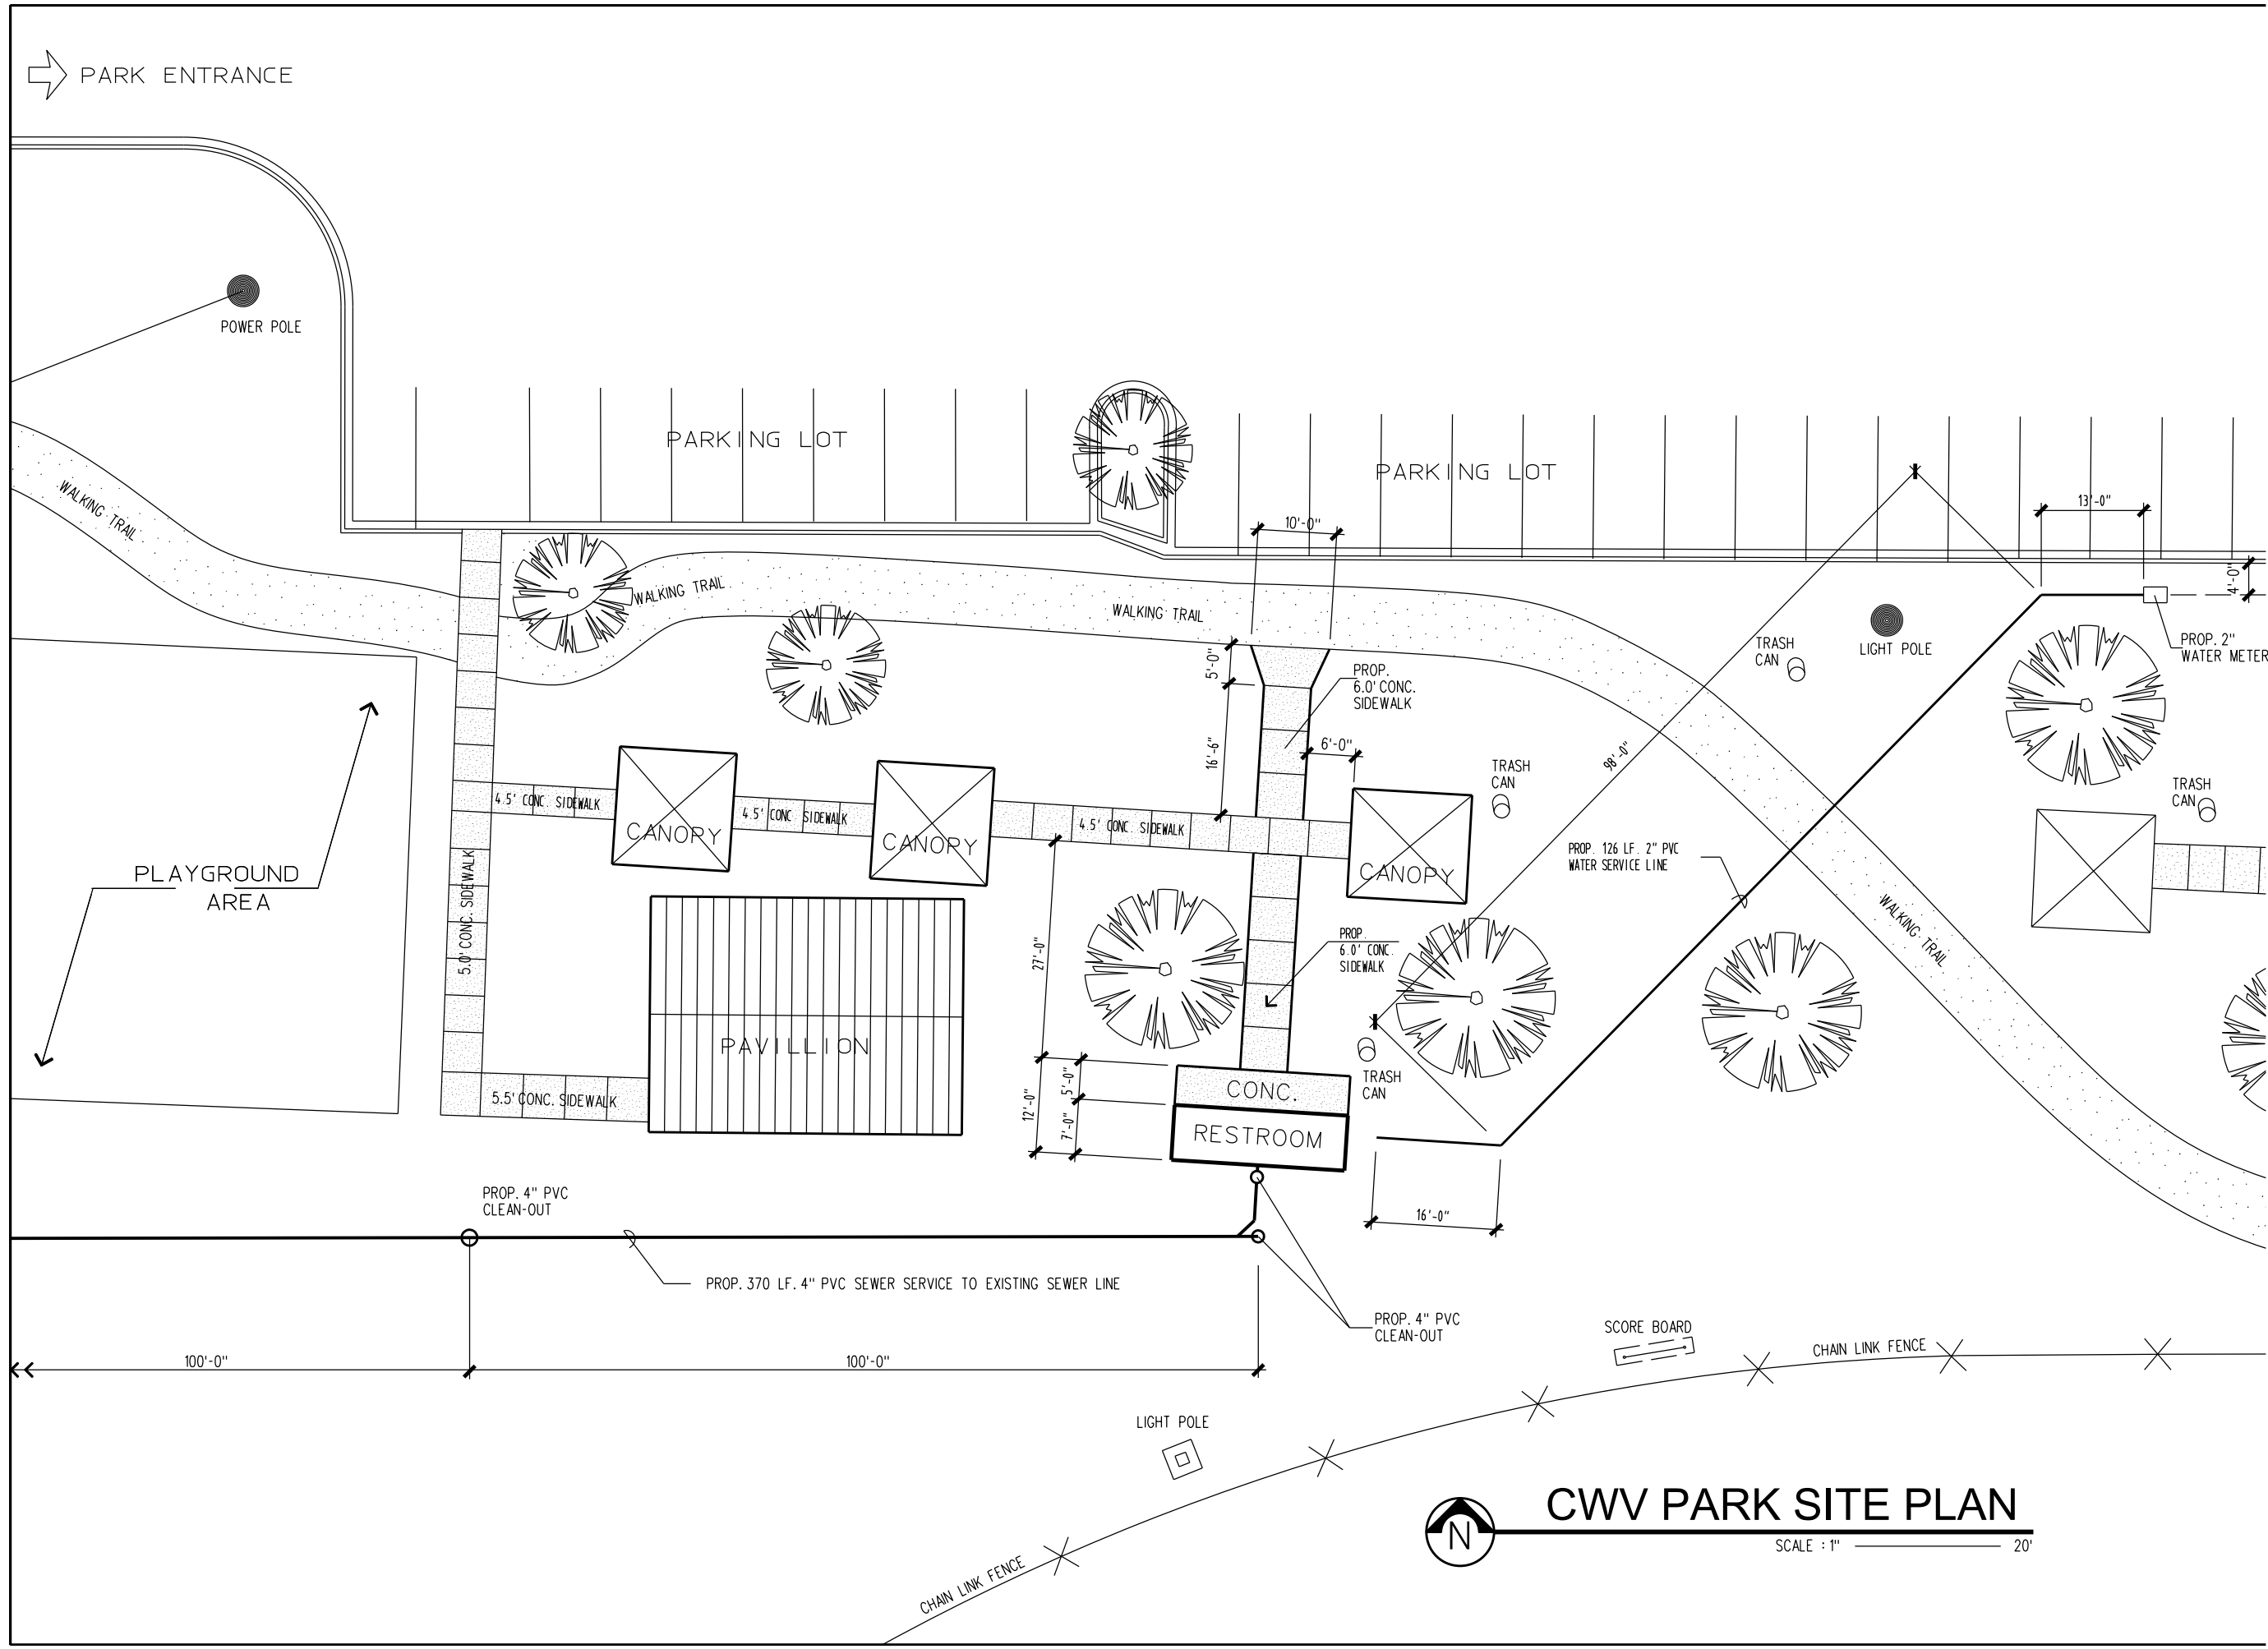 PARK ENTRANCE
POWER POLE
PARKING LOT
PARKING LOT
13'-0"
10'-0"
4'-0"
WALKING TRAIL
WALKING TRAIL
WALKING TRAIL
TRASH
CAN
LIGHT POLE
PROP. 2"
WATER METER
5'-0"
PROP.
6.0' CONC.
SIDEWALK
16'-6"
6'-0"
98'-0"
TRASH
CAN
TRASH
CAN
4.5' CONC. SIDEWALK
CANOPY
4.5' CONC SIDEWALK
CANOPY
4.5' CONC. SIDEWALK
CANOPY
PROP. 126 LF. 2" PVC
WATER SERVICE LINE
PLAYGROUND
AREA
5.0' CONC. SIDEWALK
27'-0"
PROP.
6.0' CONC.
SIDEWALK
WALKING TRAIL
PAVILLION
5.5' CONC. SIDEWALK
12'-0"
5'-0"
7'-0"
CONC.
RESTROOM
TRASH
CAN
PROP. 4" PVC
CLEAN-OUT
16'-0"
PROP. 370 LF. 4" PVC SEWER SERVICE TO EXISTING SEWER LINE
PROP. 4" PVC
CLEAN-OUT
SCORE BOARD
CHAIN LINK FENCE
100'-0"
100'-0"
LIGHT POLE
CHAIN LINK FENCE
N
CWV PARK SITE PLAN
SCALE : 1" 20'